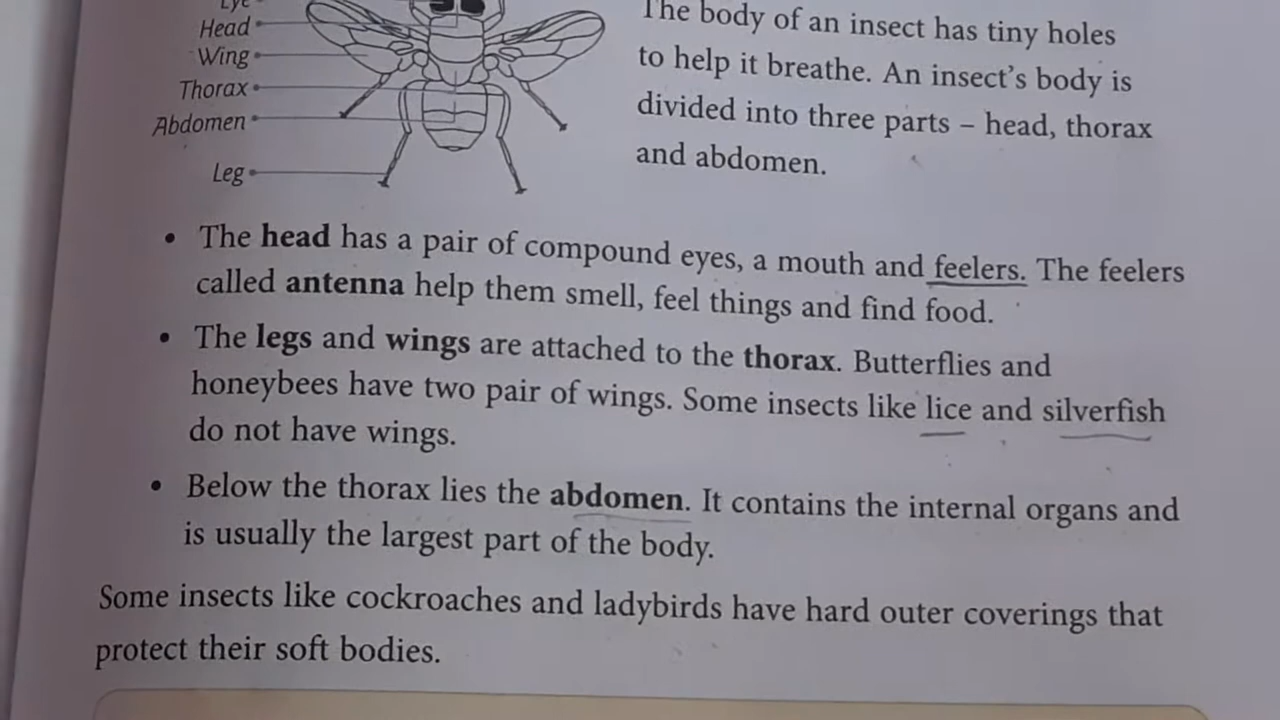 Eye
Head
Wing
Thorax
Abdomen
Leg
The body of an insect has tiny holes
to help it breathe. An insect's body is
divided into three parts – head, thorax
and abdomen.
• The head has a pair of compound eyes, a mouth and feelers. The feelers
called antenna help them smell, feel things and find food.
• The legs and wings are attached to the thorax. Butterflies and
honeybees have two pair of wings. Some insects like lice and silverfish
do not have wings.
• Below the thorax lies the abdomen. It contains the internal organs and
is usually the largest part of the body.
Some insects like cockroaches and ladybirds have hard outer coverings that
protect their soft bodies.